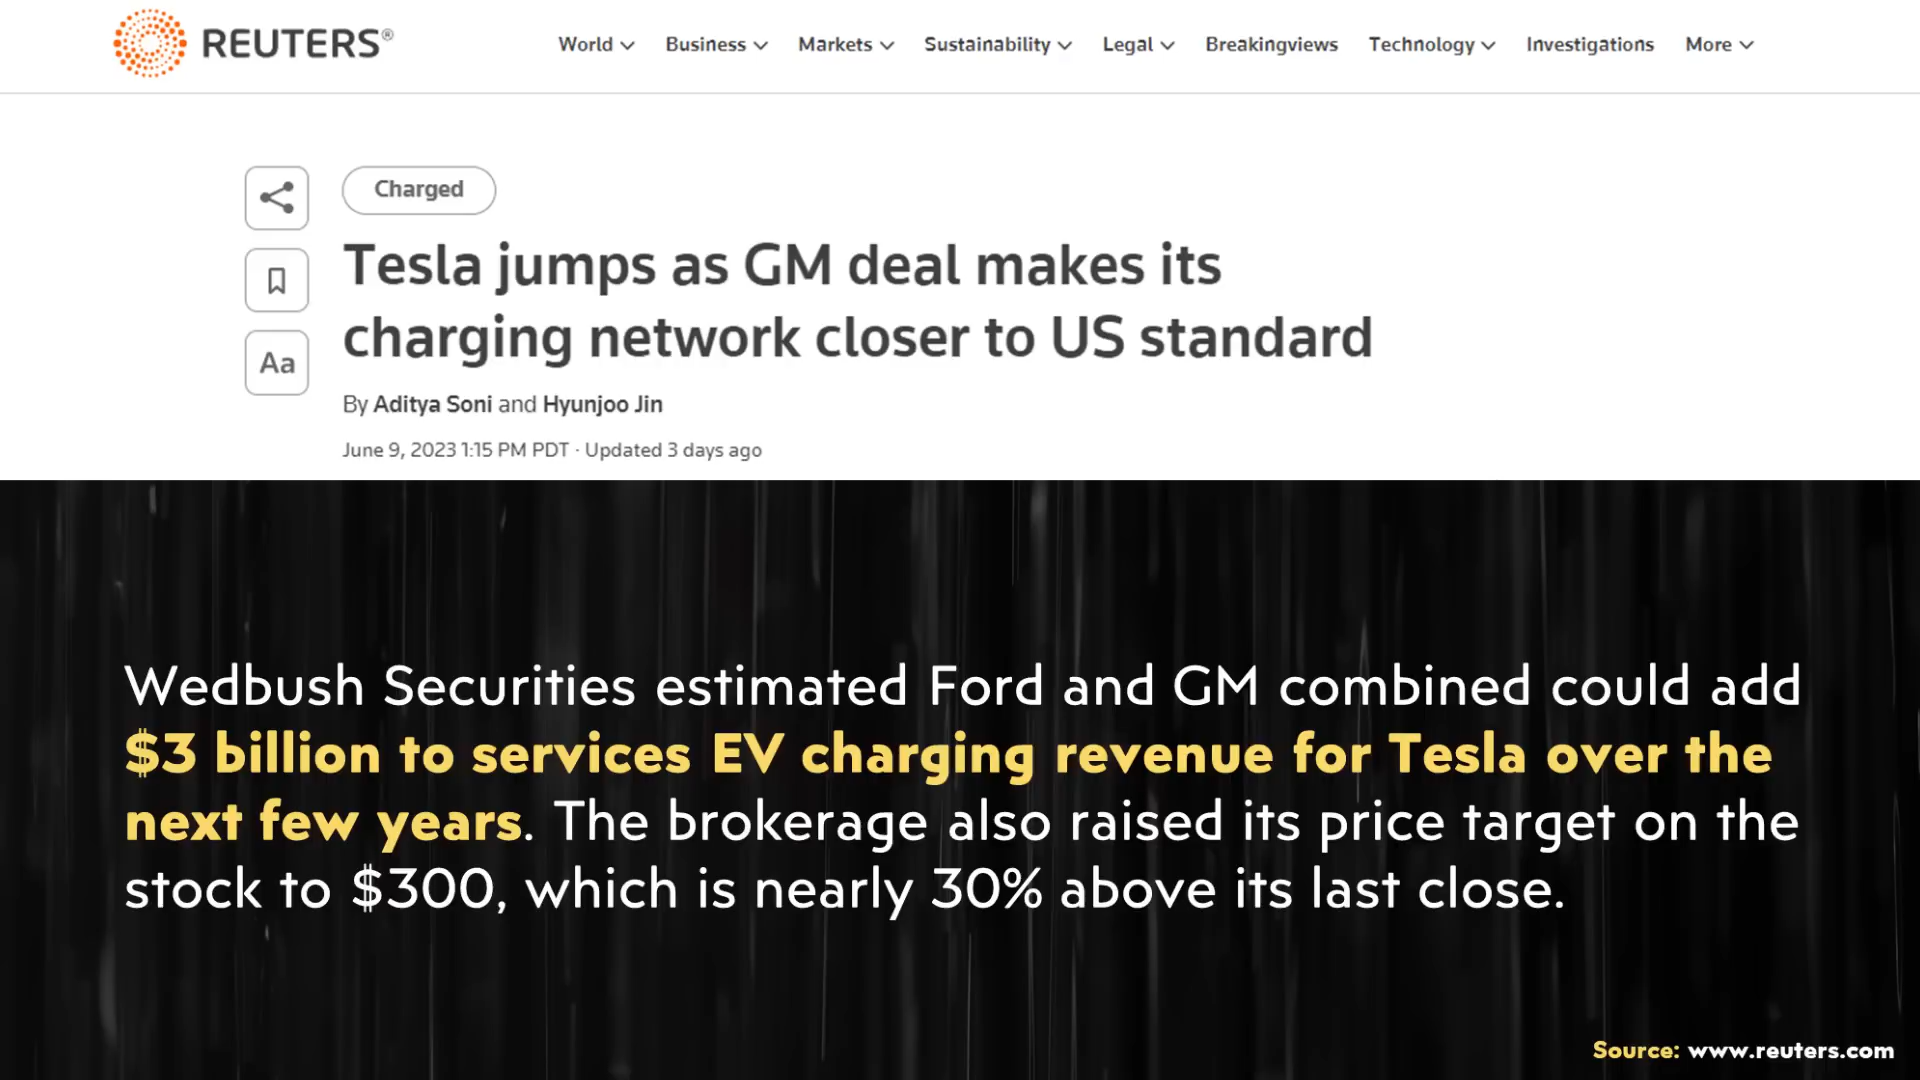 REUTERS®
World Business Markets Sustainability Legal Breakingviews Technology Investigations More
Charged
Tesla jumps as GM deal makes its
charging network closer to US standard
Aa
By Aditya Soni and Hyunjoo Jin
June 9, 2023 1:15 PM PDT · Updated 3 days ago
Wedbush Securities estimated Ford and GM combined could add
$3 billion to services EV charging revenue for Tesla over the
next few years. The brokerage also raised its price target on the
stock to $300, which is nearly 30% above its last close.
Source: www.reuters.com